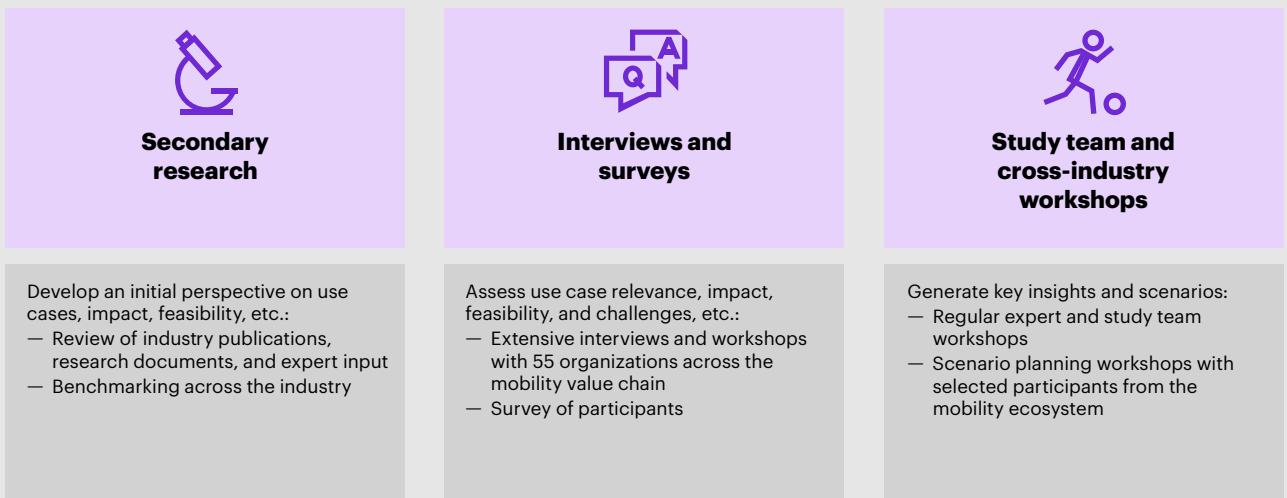 Secondary
research
Develop an initial perspective on use
cases, impact, feasibility, etc.:
— Review of industry publications,
research documents, and expert input
— Benchmarking across the industry
Q
A
Interviews and
surveys
Assess use case relevance, impact,
feasibility, and challenges, etc.:
— Extensive interviews and workshops
with 55 organizations across the
mobility value chain
— Survey of participants
Study team and
cross-industry
workshops
Generate key insights and scenarios:
— Regular expert and study team
workshops
— Scenario planning workshops with
selected participants from the
mobility ecosystem